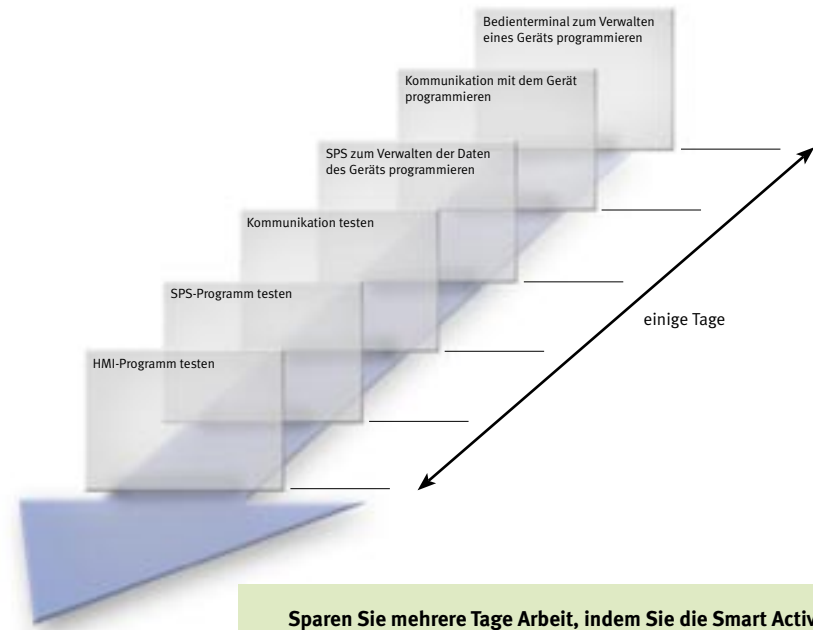 Bedienterminal zum Verwalten
eines Geräts programmieren
Kommunikation mit dem Gerät
programmieren
SPS zum Verwalten der Daten
des Geräts programmieren
Kommunikation testen
SPS-Programm testen
HMI-Programm testen
einige Tage
Sparen Sie mehrere Tage Arbeit, indem Sie die Smart Activ